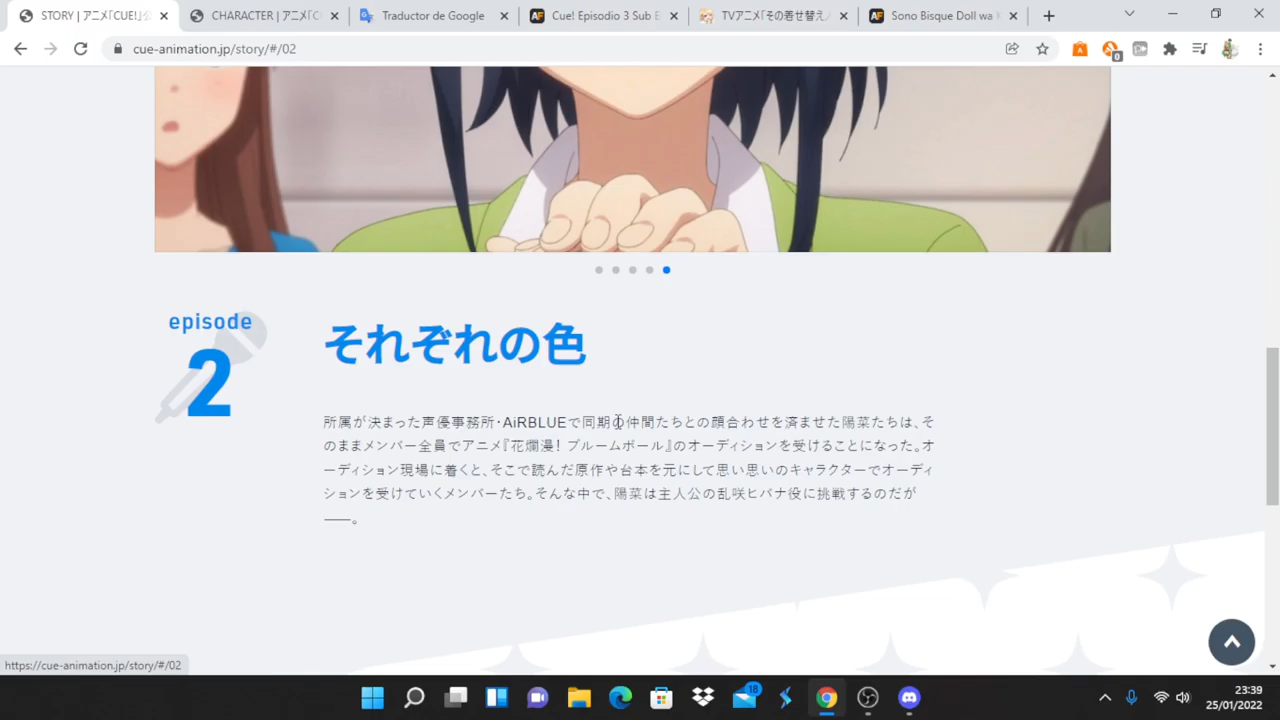 STORY | アニメ「CUE!」公
CHARACTER | アニメ「C
Traductor de Google
Cue! Episodio 3 Sub E
TVアニメ「その着せ替え
Sono Bisque Doll wa
cue-animation.jp/story/#/02
0
episode
2
それぞれの色
所属が決まった声優事務所・AiRBLUEで同期の仲間たちとの顔合わせを済ませた陽菜たちは、そ
のままメンバー全員でアニメ『花爛漫! ブルームボール』のオーディションを受けることになった。オ
ーディション現場に着くと、そこで読んだ原作や台本を元にして思い思いのキャラクターでオーディ
ションを受けていくメンバーたち。そんな中で、陽菜は主人公の乱咲ヒバナ役に挑戦するのだが
――。
https://cue-animation.jp/story/#/02
18
23:39
25/01/2022